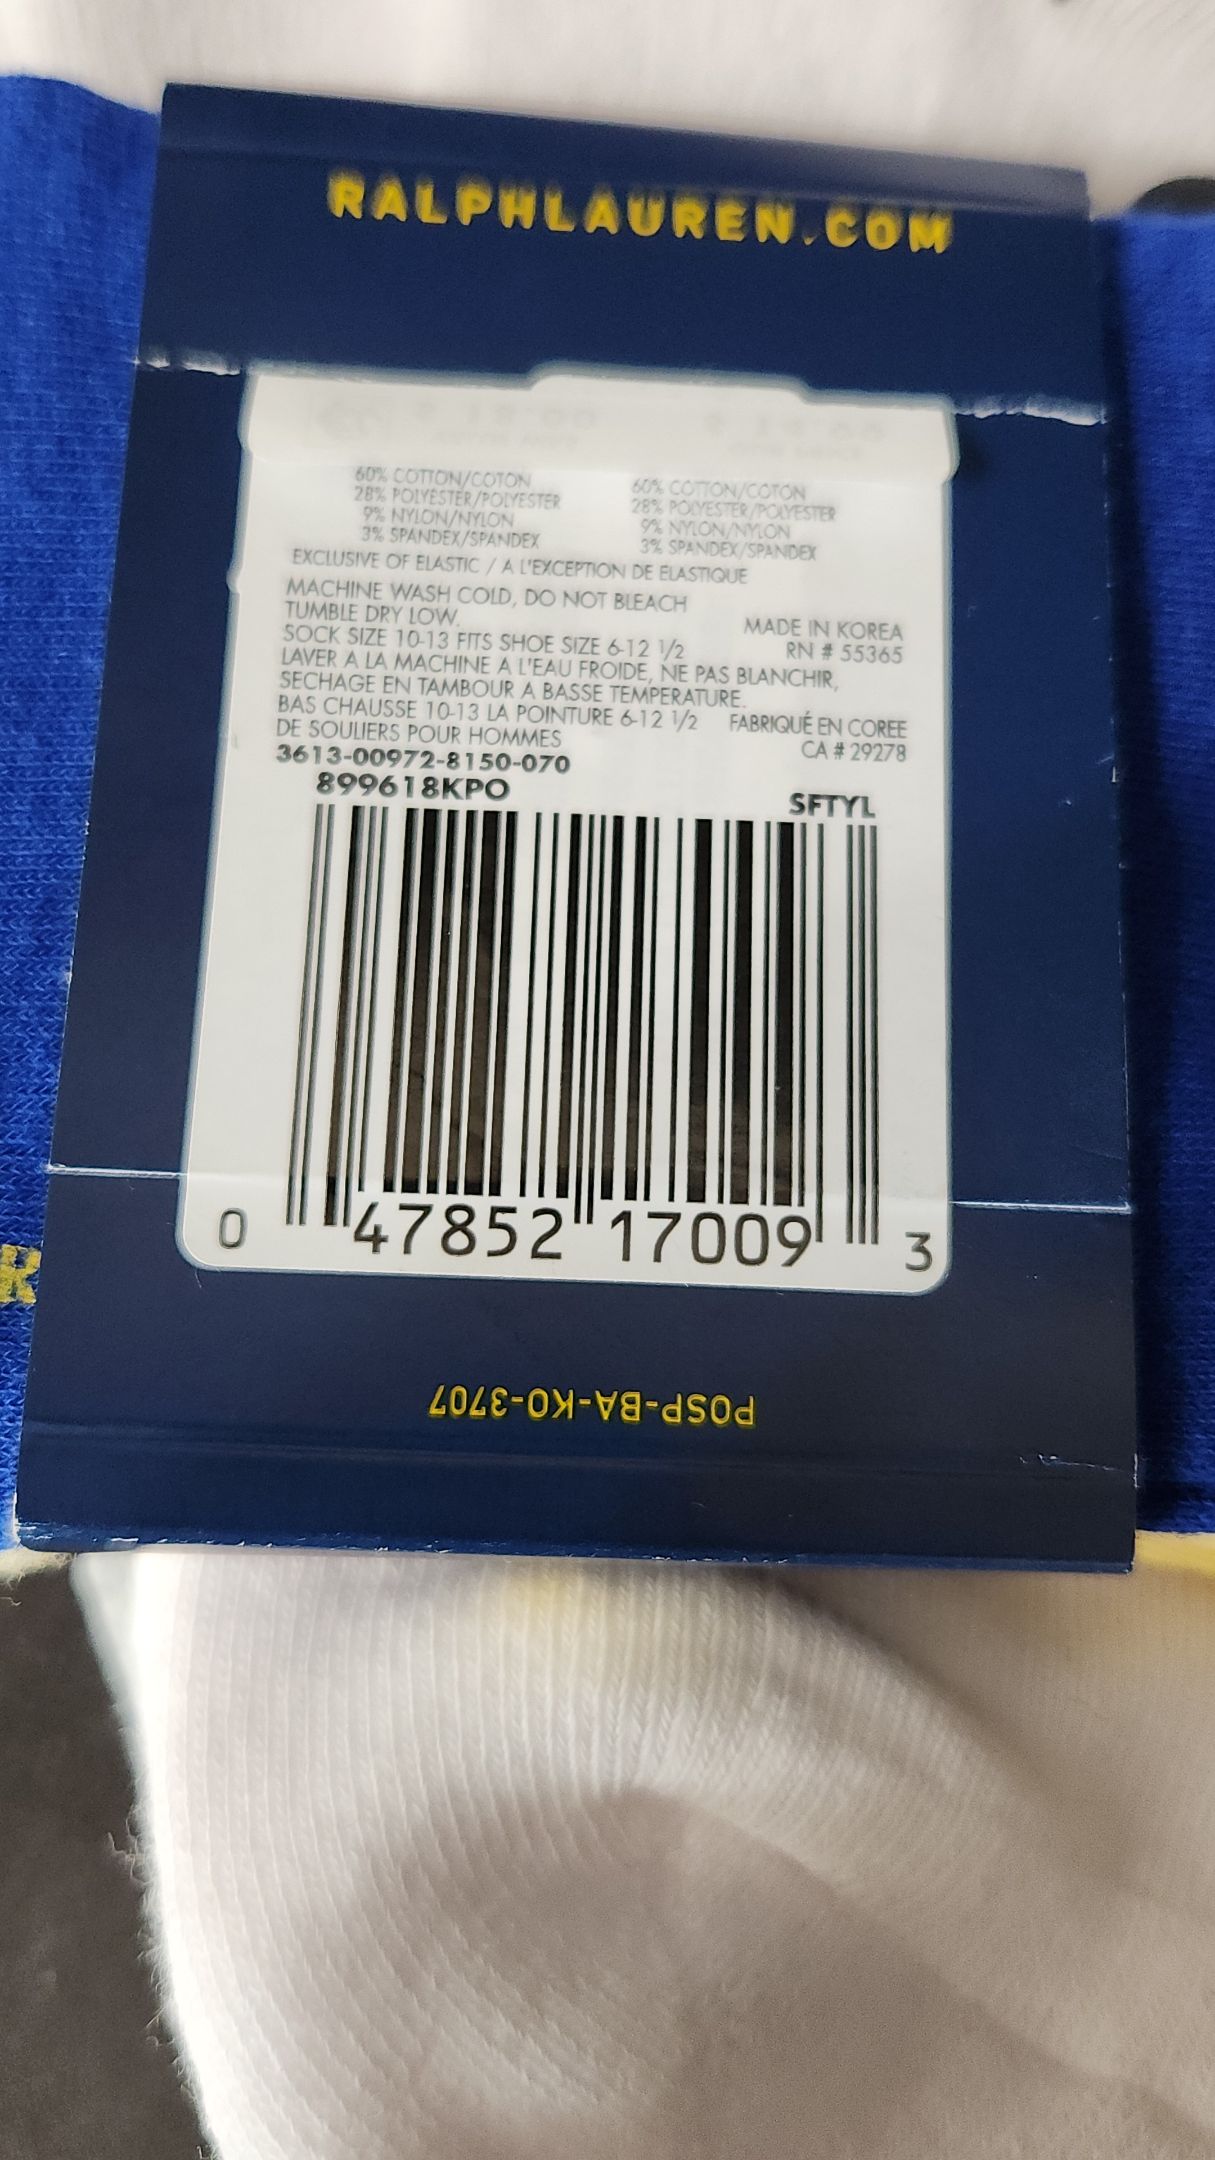 RALPHLAUREN.COM
60% COTTON/COTON 60% COTTON/COTON
28% POLYESTER/POLYESTER 28% POLYESTER/POLYESTER
9% NYLON/NYLON 9% NYLON/NYLON
3% SPANDEX/SPANDEX 3% SPANDEX/SPANDEX
EXCLUSIVE OF ELASTIC / A L'EXCEPTION DE ELASTIQUE
MACHINE WASH COLD, DO NOT BLEACH
TUMBLE DRY LOW. MADE IN KOREA
SOCK SIZE 10-13 FITS SHOE SIZE 6-12 1/2 RN # 55365
LAVER A LA MACHINE A L'EAU FROIDE, NE PAS BLANCHIR,
SECHAGE EN TAMBOUR A BASSE TEMPERATURE.
BAS CHAUSSE 10-13 LA POINTURE 6-12 1/2 FABRIQUÉ EN COREE
DE SOULIERS POUR HOMMES CA # 29278
3613-00972-8150-070
899618KPO SFTYL
0 47852 17009 3
POSP-BA-KO-3707
R